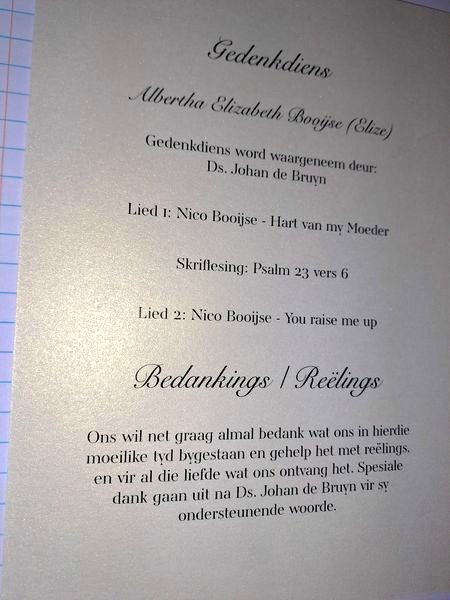 Gedenkdiens
Albertha Elizabeth Booijse (Elize)
Gedenkdiens word waargeneem deur:
Ds. Johan de Bruyn
Lied 1: Nico Booijse - Hart van my Moeder
Skriflesing: Psalm 23 vers 6
Lied 2: Nico Booijse - You raise me up
Bedankings / Reëlings
Ons wil net graag almal bedank wat ons in hierdie
moeilike tyd bygestaan en gehelp het met reëlings,
en vir al die liefde wat ons ontvang het. Spesiale
dank gaan uit na Ds. Johan de Bruyn vir sy
ondersteunende woorde.